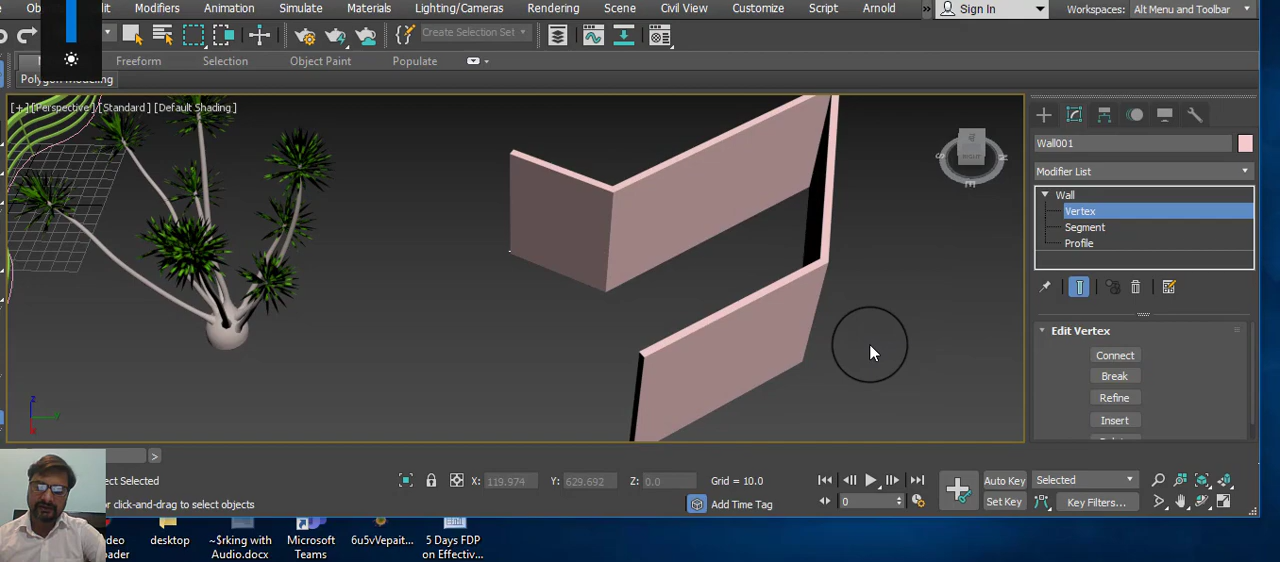 Modifiers Animation Simulate Materials Lighting/Cameras Rendering Scene Civil View Customize Script Arnold » Sign In Workspaces: Alt Menu and Toolbar
Create Selection Set
Freeform Selection Object Paint Populate
Polygon Modeling
[+] [Perspective] [Standard] [Default Shading]
Wall001
Modifier List
Wall
Vertex
Segment
Profile
Edit Vertex
Connect
Break
Refine
Insert
RIGHT
S
E
N
z
>
Selected X: 119.974 Y: 629.692 Z: 0.0 Grid = 10.0 Auto Key Selected
or click-and-drag to select objects Add Time Tag 0 Set Key Key Filters...
desktop ~$rking with Microsoft 6u5vVepait... 5 Days FDP
Audio.docx Teams on Effectiv...